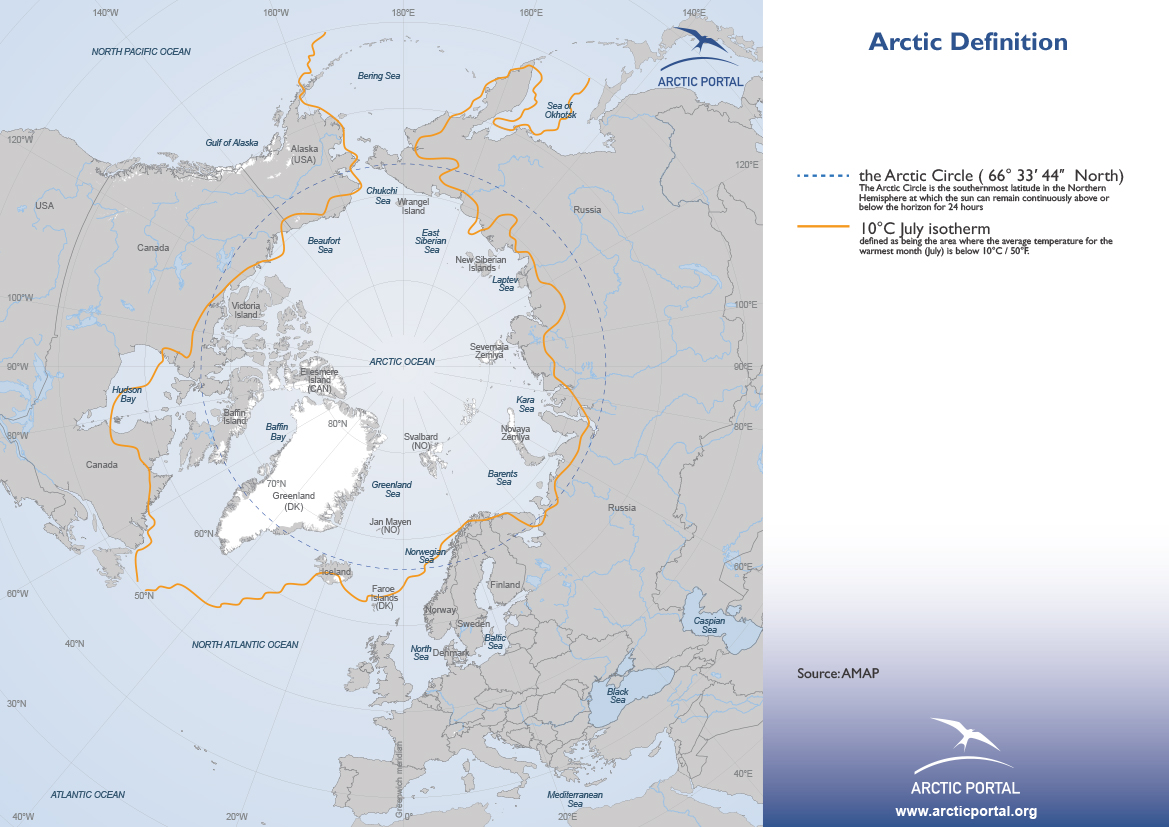 140°W
160°W
180°E
160°E
140°E
NORTH PACIFIC OCEAN
Bering Sea
ARCTIC PORTAL
Sea of
Okhotsk
120°W
Gulf of Alaska
Alaska
(USA)
120°E
Chukchi
Sea
Wrangel
Island
USA
Russia
Canada
Beaufort
Sea
East
Siberian
Sea
New Siberian
Islands
Laptev
Sea
100°W
Victoria
Island
100°E
Severnaja
Zemlya
ARCTIC OCEAN
90°W
90°E
Ellesmere
Island
(CAN)
Hudson
Bay
Kara
Sea
Baffin
Island
80°N
80°W
80°E
Baffin
Bay
Novaya
Zemlya
Svalbard
(NO)
Canada
Barents
Sea
70°N
Greenland
(DK)
Greenland
Sea
Russia
Jan Mayen
(NO)
60°N
Norwegian
Sea
60°E
Iceland
Finland
60°W
50°N
Faroe
Islands
(DK)
Norway
Sweden
Caspian
Sea
40°N
NORTH ATLANTIC OCEAN
Baltic
Sea
North
Sea
Denmark
Black
Sea
30°N
Greenwich meridian
40°E
ATLANTIC OCEAN
Mediterranean
Sea
40°W
20°W
0°
20°E
Arctic Definition
the Arctic Circle ( 66° 33′ 44″ North)
The Arctic Circle is the southernmost latitude in the Northern
Hemisphere at which the sun can remain continuously above or
below the horizon for 24 hours
10°C July isotherm
defined as being the area where the average temperature for the
warmest month (July) is below 10°C / 50°F.
Source: AMAP
ARCTIC PORTAL
www.arcticportal.org